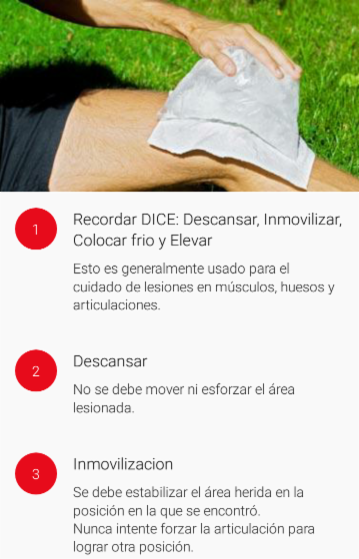 1
Recordar DICE: Descansar, Inmovilizar,
Colocar frio y Elevar
Esto es generalmente usado para el
cuidado de lesiones en músculos, huesos y
articulaciones.
2
Descansar
No se debe mover ni esforzar el área
lesionada.
3
Inmovilizacion
Se debe estabilizar el área herida en la
posición en la que se encontró.
Nunca intente forzar la articulación para
lograr otra posición.